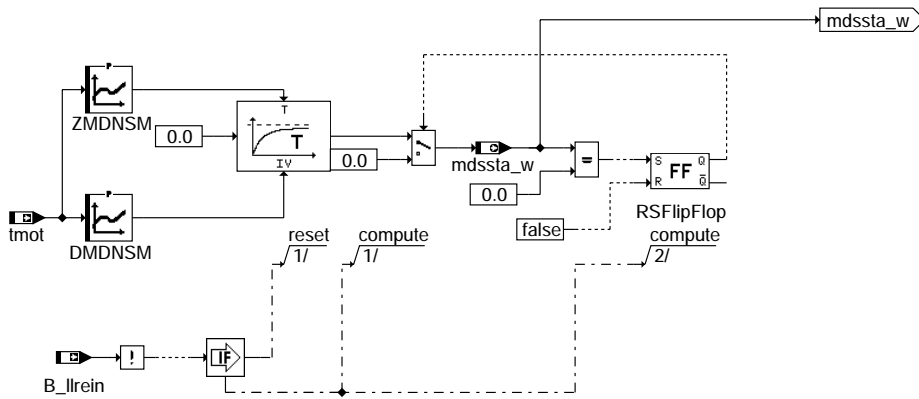 mdssta_w
P
ZMDNSM
T
0.0
T
0.0
IV
mdssta_w
=
0.0
S Q
FF
R Q
RSFlipFlop
P
DMDNSM
tmot
false
reset
1/
compute
1/
compute
2/
B_llrein
!
IF